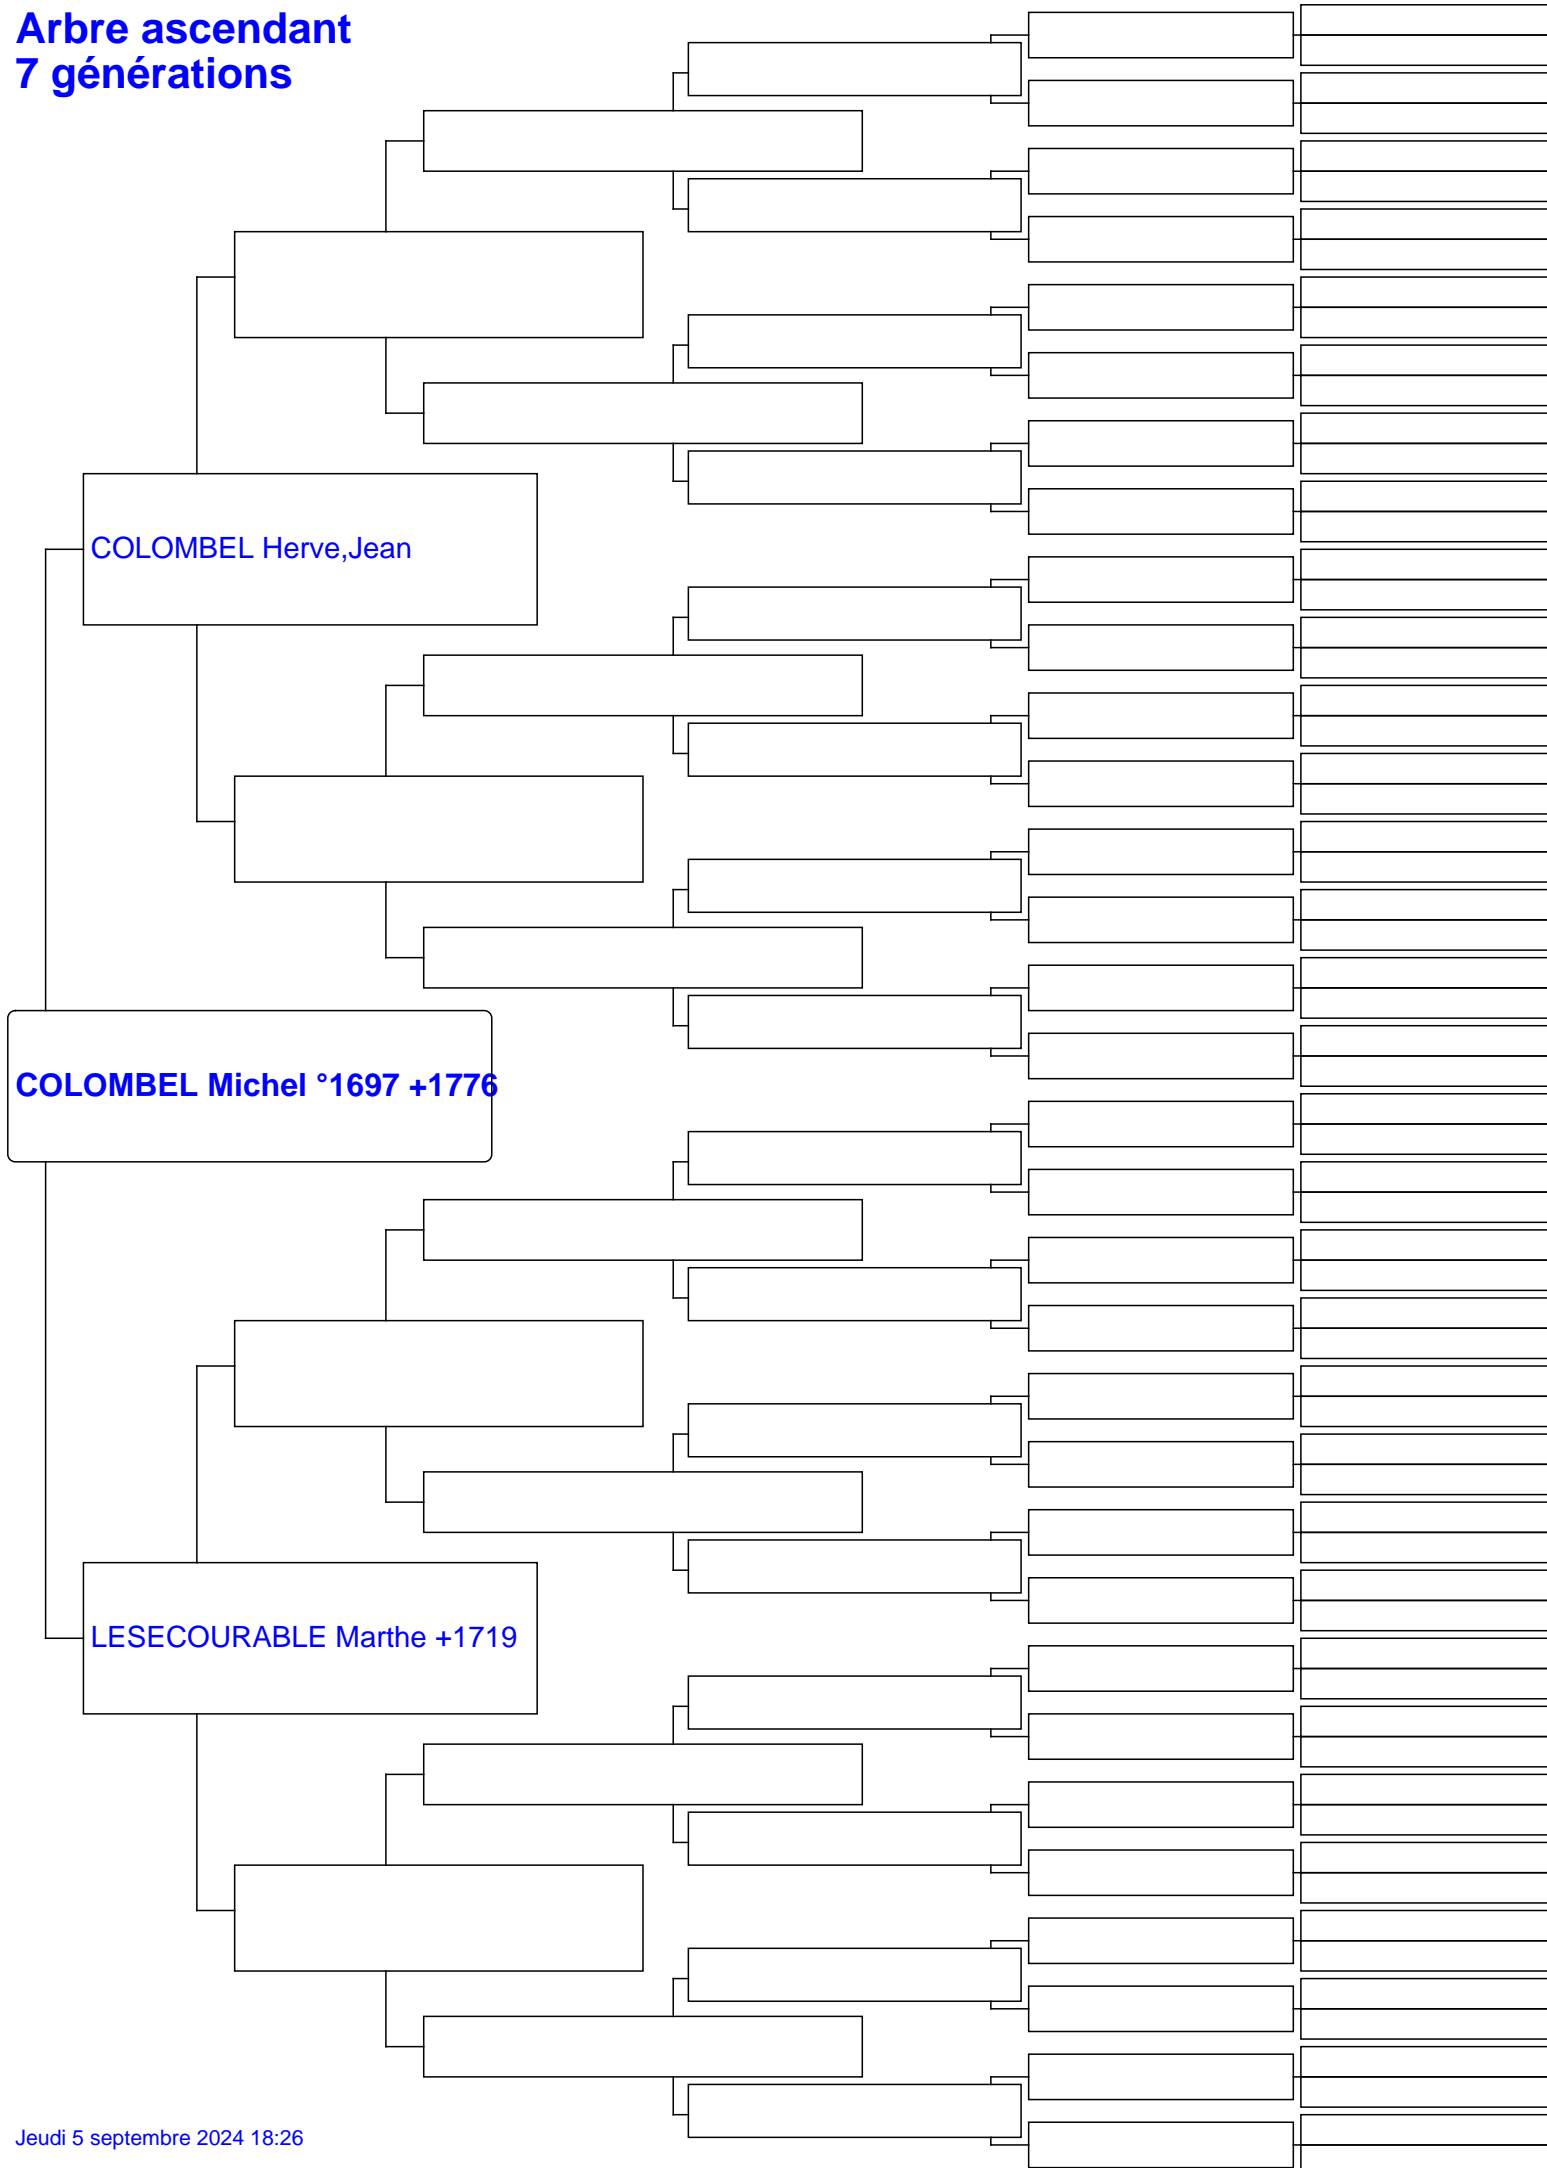 Arbre ascendant
7 générations
COLOMBEL Herve,Jean
COLOMBEL Michel °1697 +1776
LESECOURABLE Marthe +1719
Jeudi 5 septembre 2024 18:26